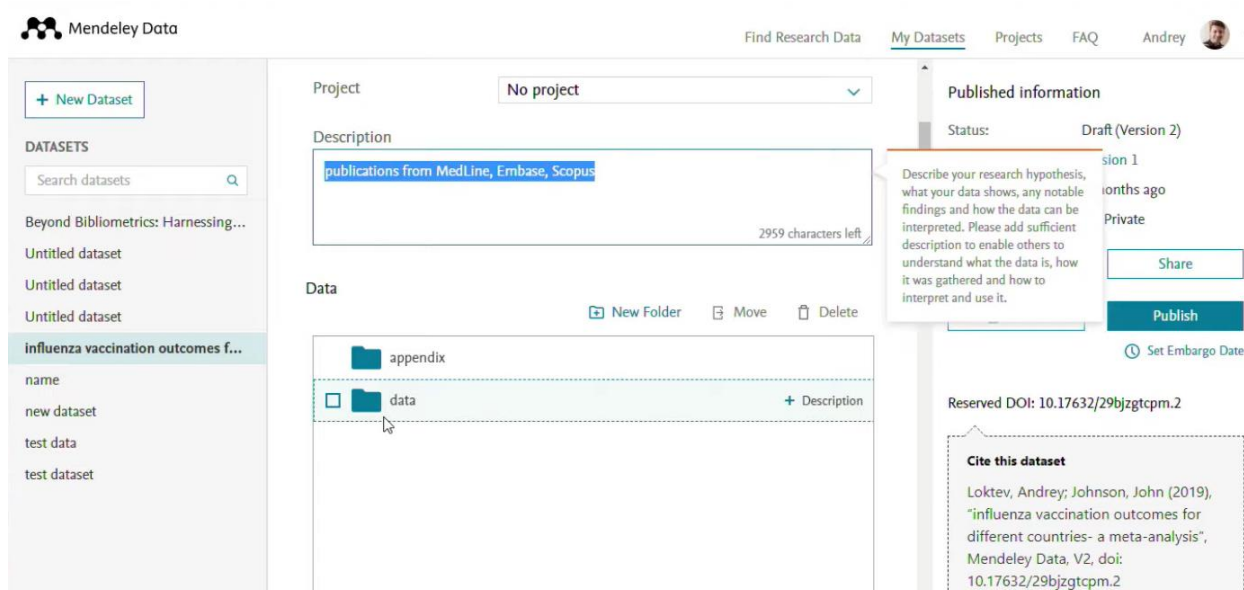 Mendeley Data
Find Research Data
My Datasets
Projects
FAQ
Andrey
+ New Dataset
DATASETS
Search datasets
Beyond Bibliometrics: Harnessing...
Untitled dataset
Untitled dataset
Untitled dataset
influenza vaccination outcomes f...
name
new dataset
test data
test dataset
Project
No project
Description
publications from MedLine, Embase, Scopus
2959 characters left
Describe your research hypothesis,
what your data shows, any notable
findings and how the data can be
interpreted. Please add sufficient
description to enable others to
understand what the data is, how
it was gathered and how to
interpret and use it.
Data
New Folder
Move
Delete
appendix
data
+ Description
Published information
Status: Draft (Version 2)
sion 1
onths ago
Private
Share
Publish
Set Embargo Date
Reserved DOI: 10.17632/29bjzgtcpm.2
Cite this dataset
Loktev, Andrey; Johnson, John (2019),
“influenza vaccination outcomes for
different countries- a meta-analysis”,
Mendeley Data, V2, doi:
10.17632/29bjzgtcpm.2